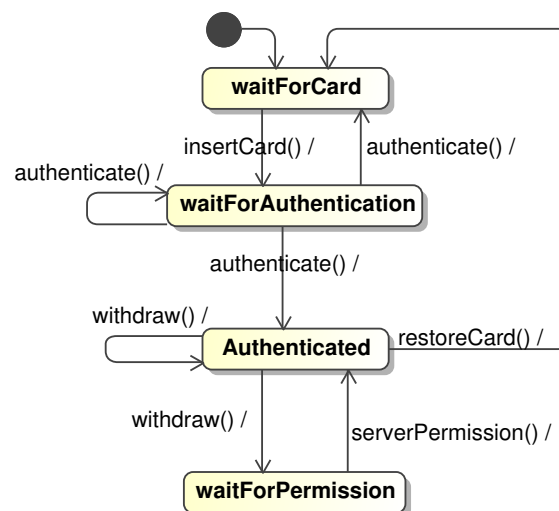 waitForCard
insertCard() /
authenticate() /
authenticate() /
waitForAuthentication
authenticate() /
withdraw() /
Authenticated
restoreCard() /
withdraw() /
serverPermission() /
waitForPermission